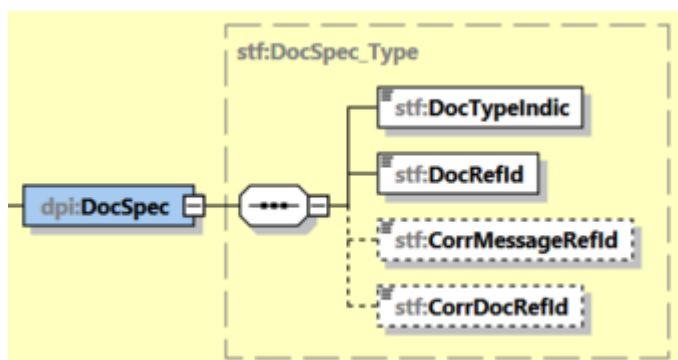 stf:DocSpec_Type
stf:DocTypeIndic
stf:DocRefId
dpi:DocSpec
stf:CorrMessageRefId
stf:CorrDocRefId